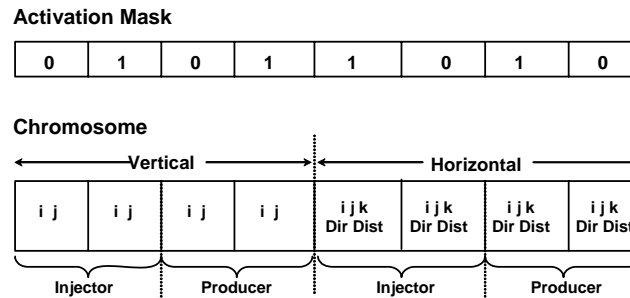 Activation Mask
0 1 0 1 1 0 1 0
Chromosome
Vertical Horizontal
i j i j i j i j i j k i j k i j k i j k
Dir Dist Dir Dist Dir Dist Dir Dist
Injector Producer Injector Producer